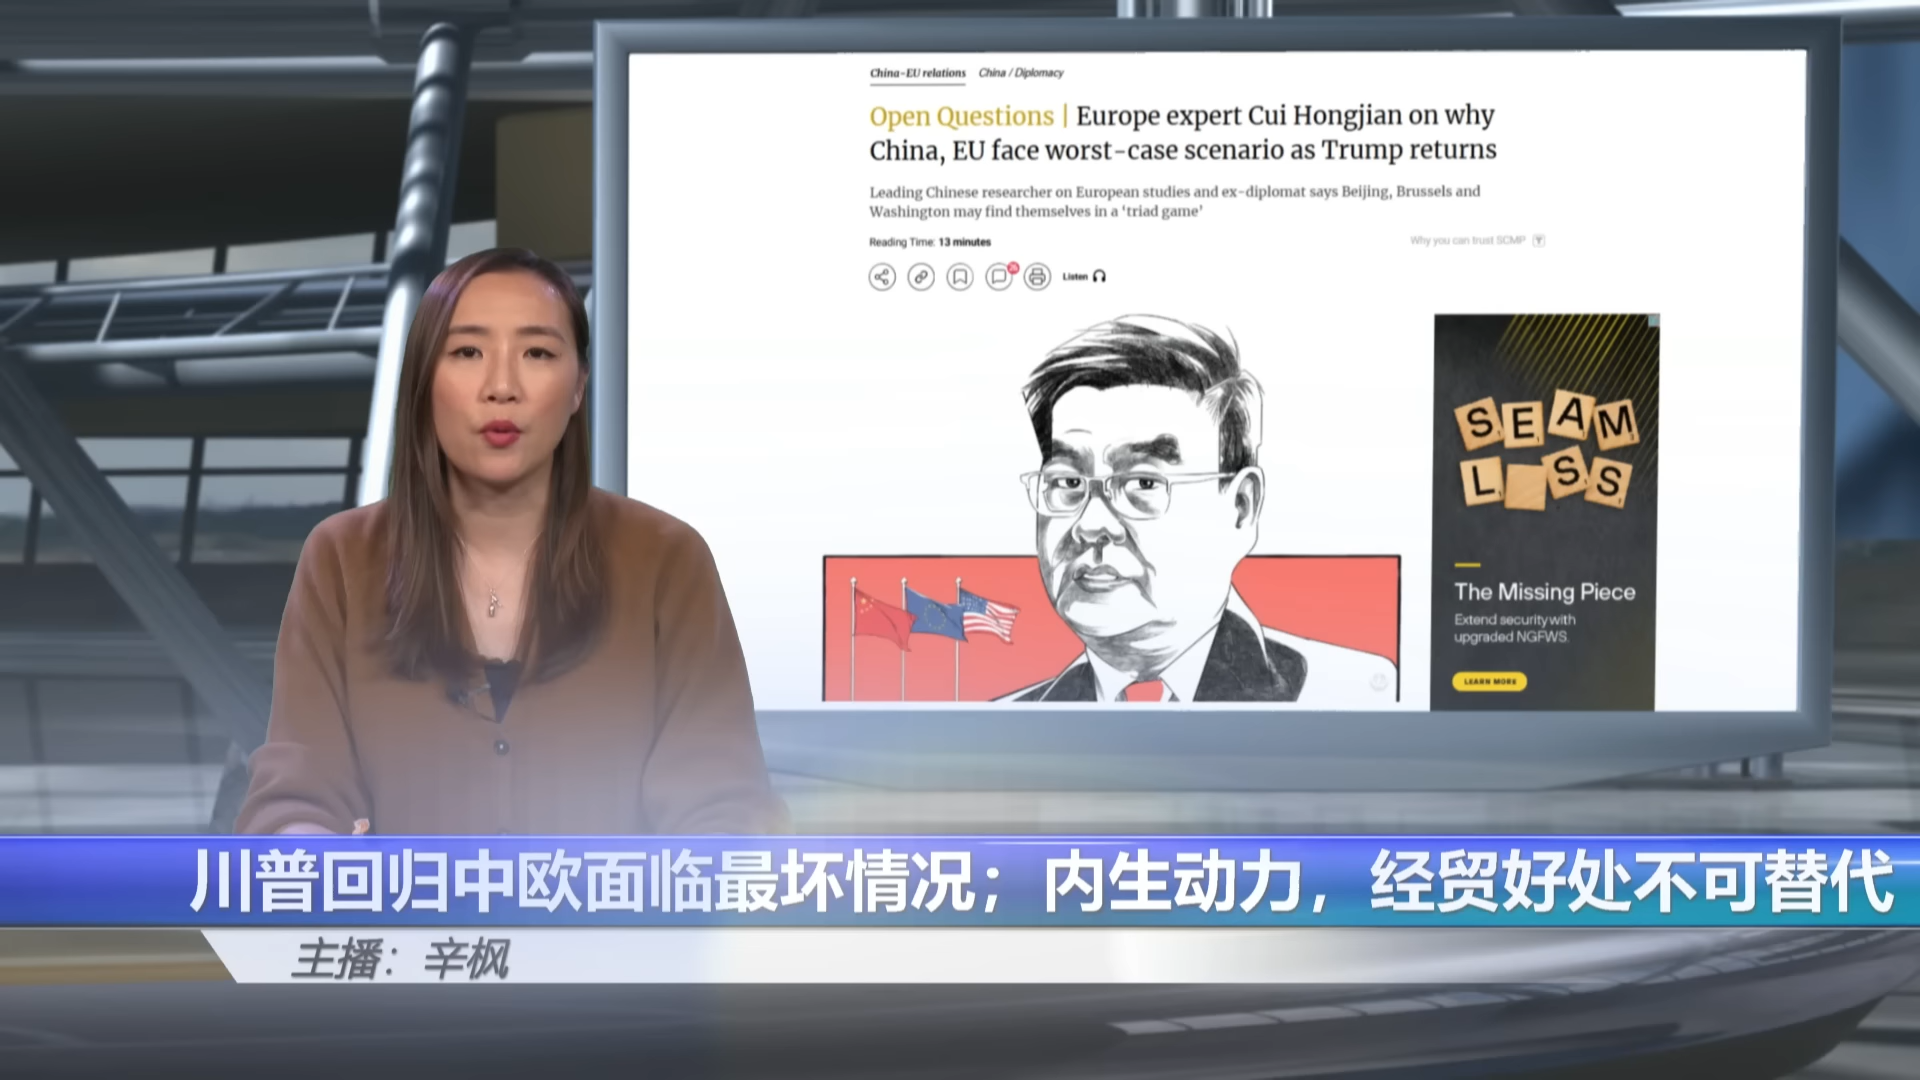 China-EU relations China / Diplomacy
Open Questions | Europe expert Cui Hongjian on why
China, EU face worst-case scenario as Trump returns
Leading Chinese researcher on European studies and ex-diplomat says Beijing, Brussels and
Washington may find themselves in a ‘triad game’
Reading Time: 13 minutes
Why you can trust SCMP
Listen
SEAM
L SS
The Missing Piece
Extend security with
upgraded NGFWS.
LEARN MORE
川普回归中欧面临最坏情况；内生动力，经贸好处不可替代
主播：辛枫